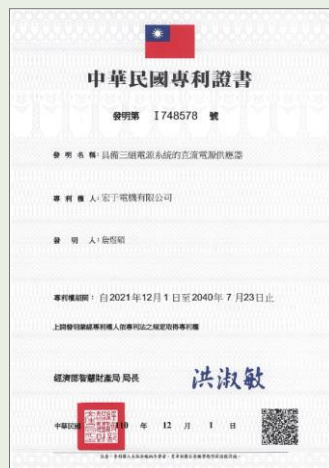 中華民國專利證書
發明第 I748578 號
發 明 名 稱：具備三組電源系統的直流電源供應器
專 利 權 人：宏于電機有限公司
發 明 人：詹煜碩
專利權期間：自2021年12月1日至2040年7月23日止
上開發明業經專利權人依專利法之規定取得專利權
經濟部智慧財產局 局長
洪淑敏
中華民國 110 年 12 月 1 日